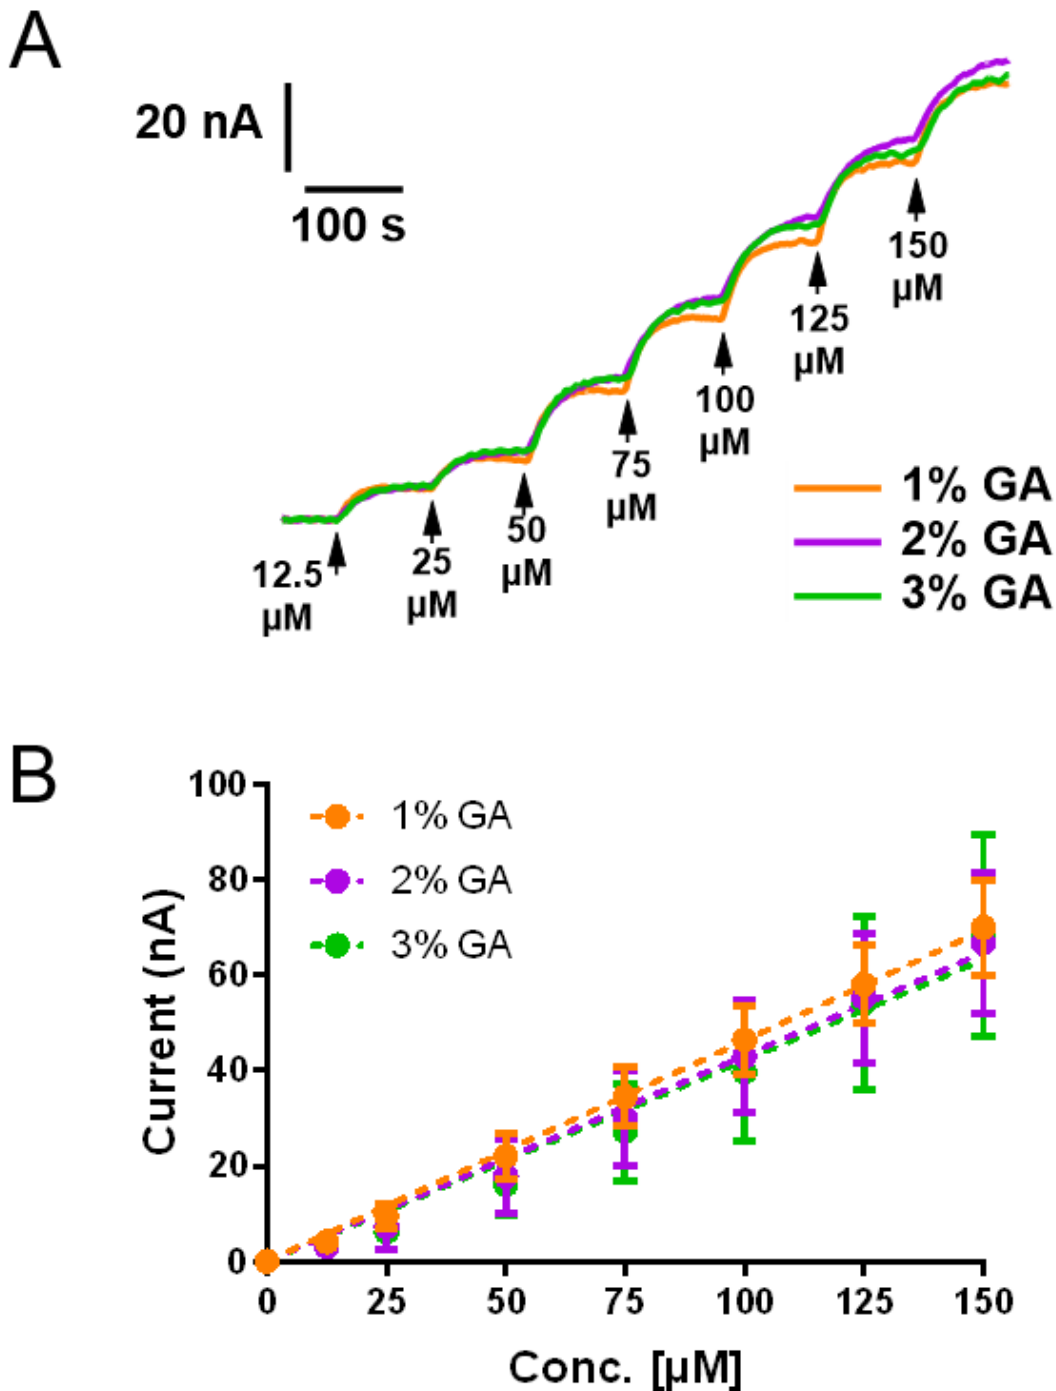 A
20 nA
100 s
12.5
µM
25
µM
50
µM
75
µM
100
µM
125
µM
150
µM
1% GA
2% GA
3% GA
B
Current (nA)
100
80
60
40
20
0
1% GA
2% GA
3% GA
0 25 50 75 100 125 150
Conc. [µM]